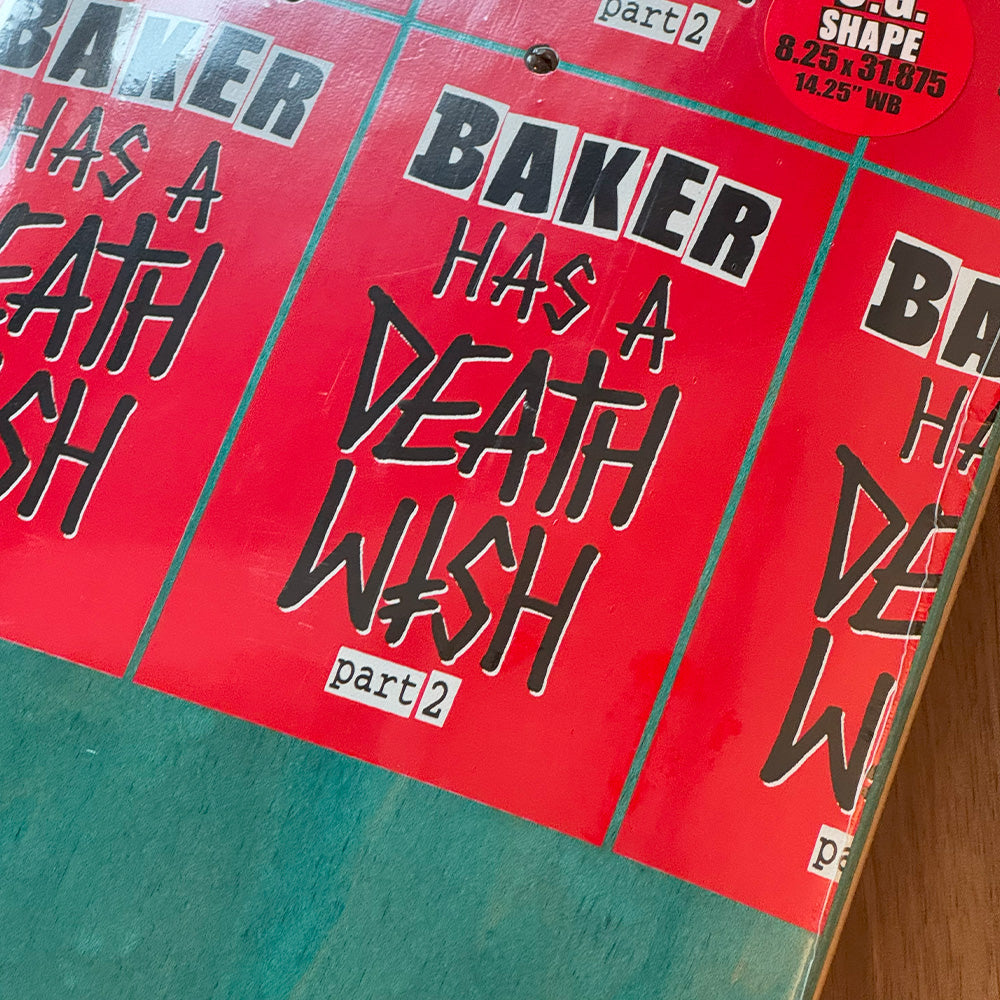 part 2
SHAPE
8.25 x 31.875
14.25" WB
BAKER
HAS A
DEATH
WISH
BAKER
HAS A
DEATH
WISH
part 2
BA
HA
DE
W
pa